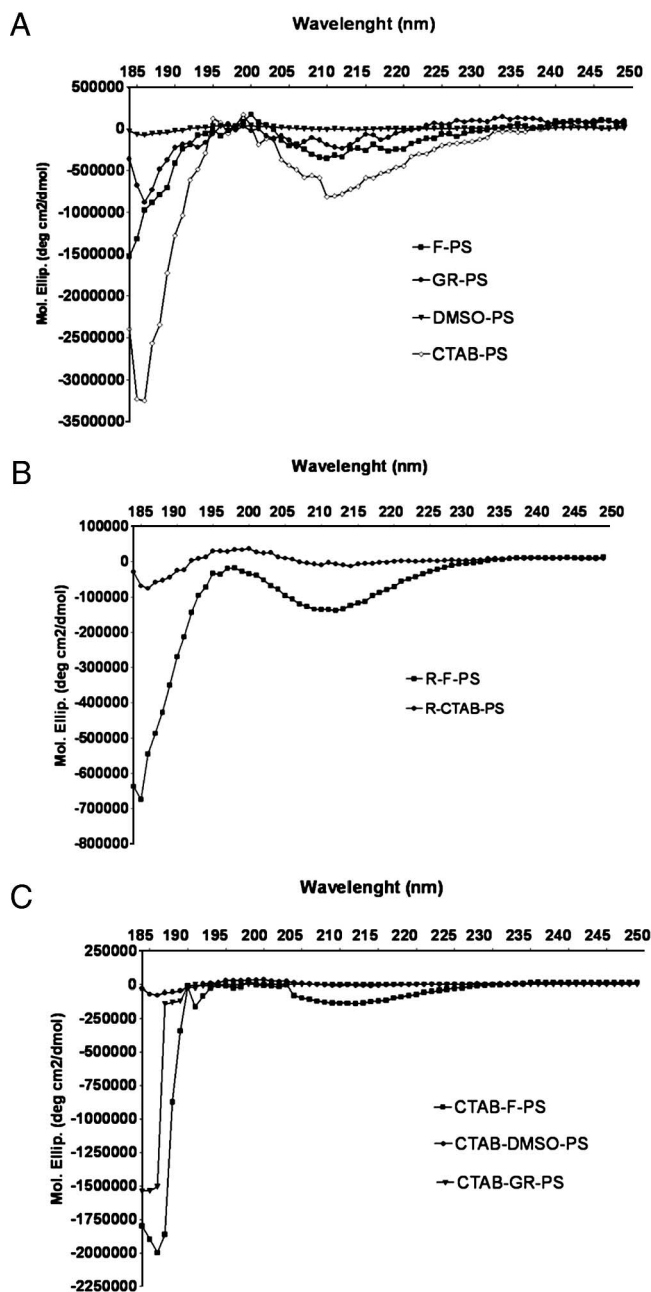 A
Wavelenght (nm)
185 190 195 200 205 210 215 220 225 230 235 240 245 250
500000
0
-500000
-1000000
-1500000
-2000000
-2500000
-3000000
-3500000
Mol. Ellip. (deg cm2/dmol)
F-PS
GR-PS
DMSO-PS
CTAB-PS
B
Wavelenght (nm)
185 190 195 200 205 210 215 220 225 230 235 240 245 250
100000
0
-100000
-200000
-300000
-400000
-500000
-600000
-700000
-800000
Mol. Ellip. (deg cm2/dmol)
R-F-PS
R-CTAB-PS
C
Wavelenght (nm)
185 190 195 200 205 210 215 220 225 230 235 240 245 250
250000
0
-250000
-500000
-750000
-1000000
-1250000
-1500000
-1750000
-2000000
-2250000
Mol. Ellip. (deg cm2/dmol)
CTAB-F-PS
CTAB-DMSO-PS
CTAB-GR-PS